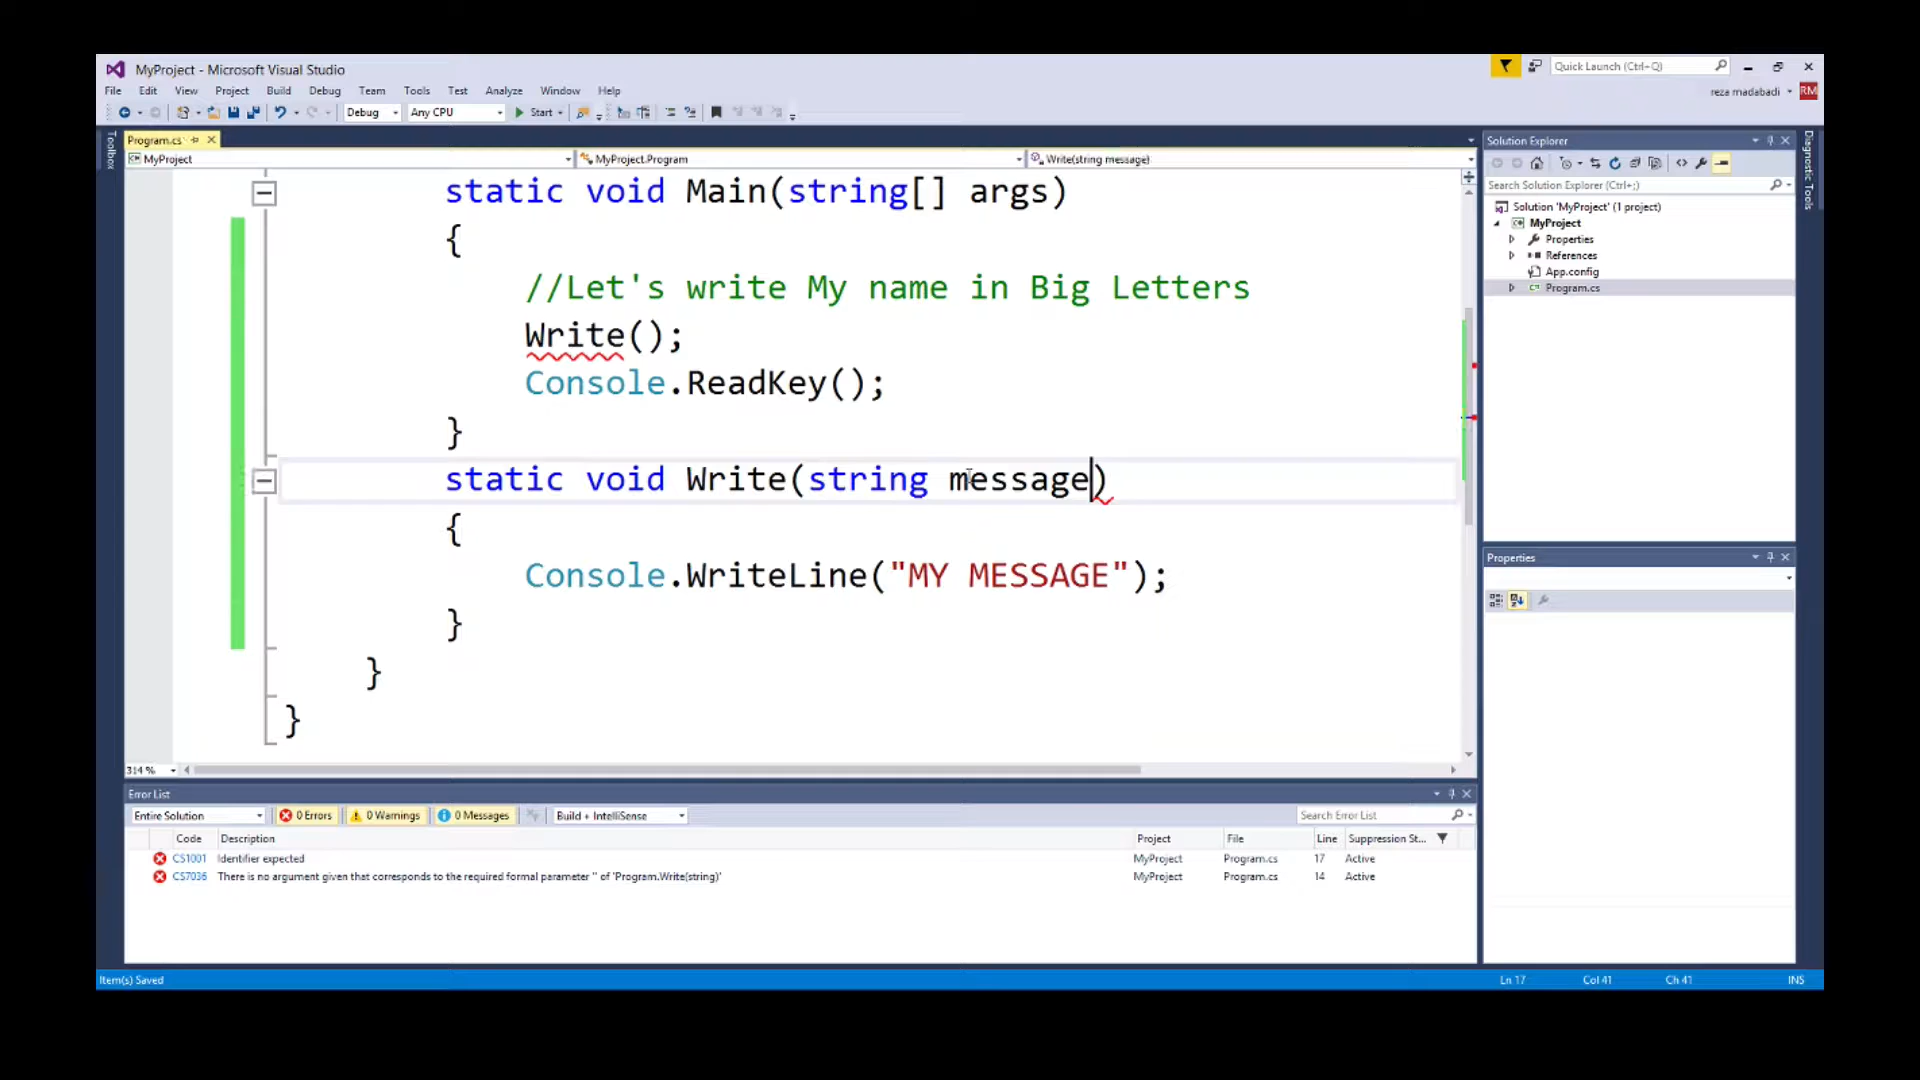 MyProject - Microsoft Visual Studio
Quick Launch (Ctrl+Q)
File Edit View Project Build Debug Team Tools Test Analyze Window Help
reza madabadi
RM
Debug Any CPU Start
Toolbox
Program.cs
MyProject MyProject.Program Write(string message)
static void Main(string[] args)
{
//Let's write My name in Big Letters
Write();
Console.ReadKey();
}
static void Write(string message)
{
Console.WriteLine("MY MESSAGE");
}
}
}
314 %
Solution Explorer
Search Solution Explorer (Ctrl+;)
Solution 'MyProject' (1 project)
MyProject
Properties
References
App.config
Program.cs
Diagnostic Tools
Properties
Error List
Entire Solution 0 Errors 0 Warnings 0 Messages Build + IntelliSense Search Error List
Code Description Project File Line Suppression St...
CS1001 Identifier expected MyProject Program.cs 17 Active
CS7036 There is no argument given that corresponds to the required formal parameter '' of 'Program.Write(string)' MyProject Program.cs 14 Active
Item(s) Saved Ln 17 Col 41 Ch 41 INS